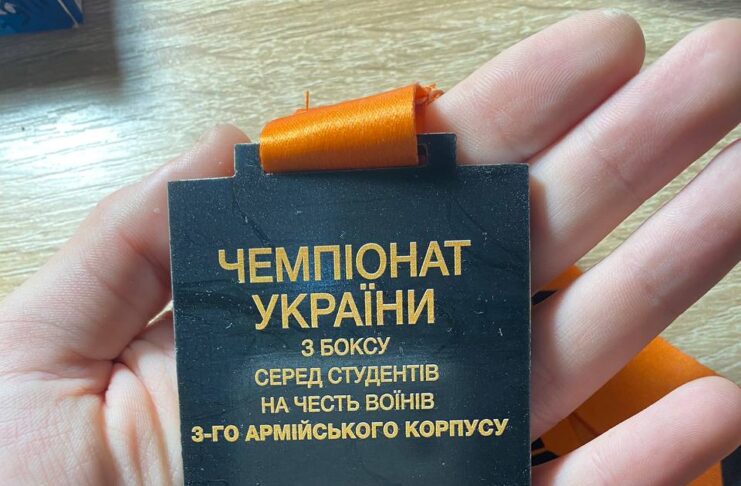 ЧЕМПІОНАТ
УКРАЇНИ
З БОКСУ
СЕРЕД СТУДЕНТІВ
НА ЧЕСТЬ ВОЇНІВ
3-ГО АРМІЙСЬКОГО КОРПУСУ